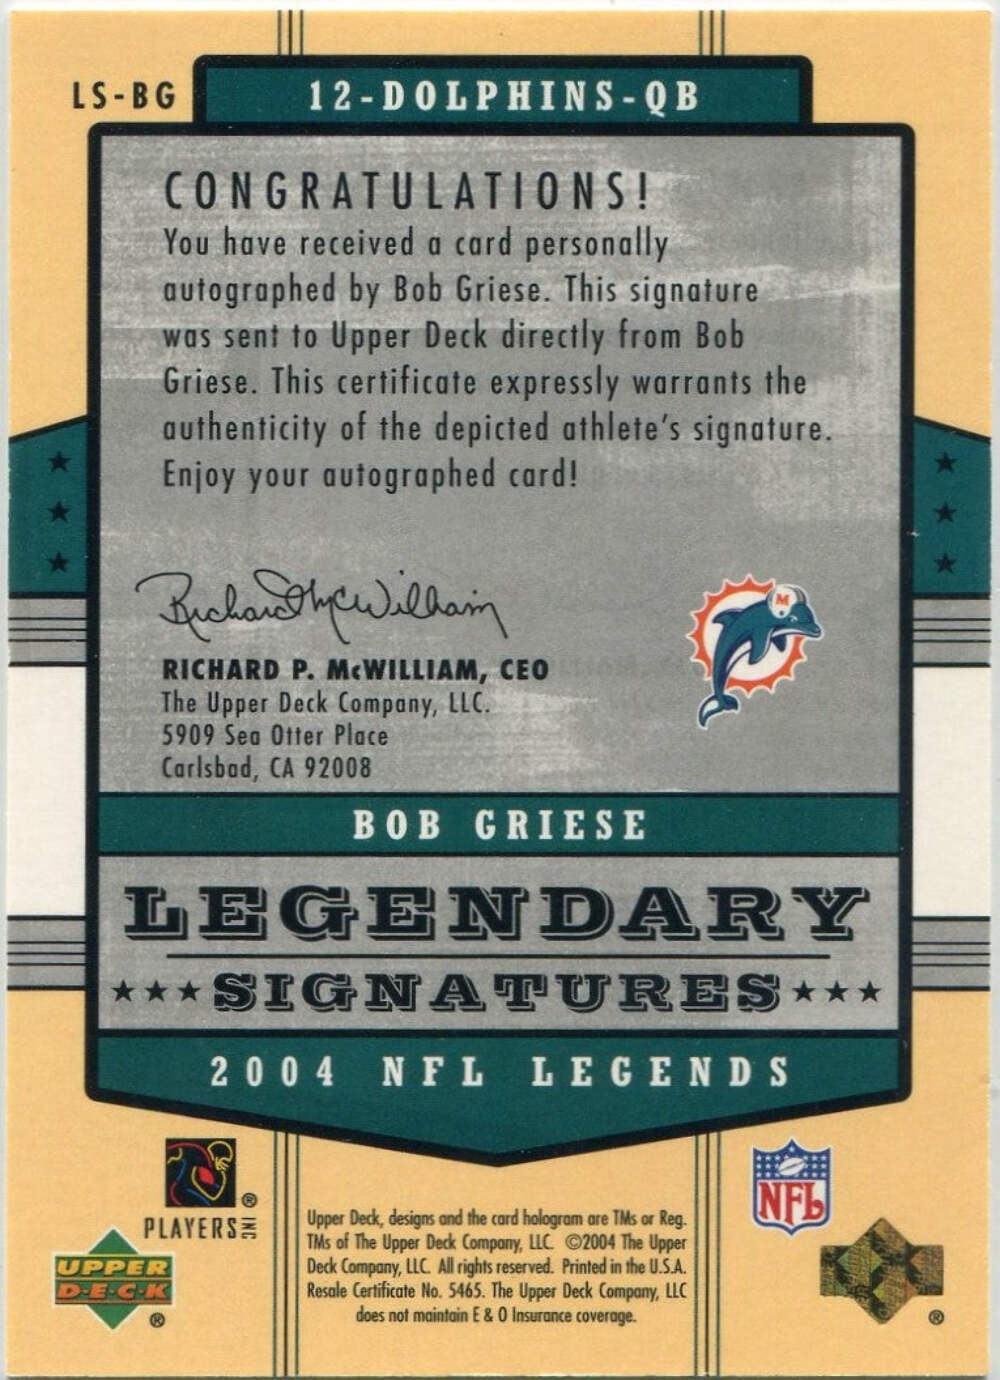 LS-BG
12-DOLPHINS-QB
CONGRATULATIONS!
You have received a card personally
autographed by Bob Griese. This signature
was sent to Upper Deck directly from Bob
Griese. This certificate expressly warrants the
authenticity of the depicted athlete's signature.
Enjoy your autographed card!
Richard McWilliam
M
RICHARD P. McWILLIAM, CEO
The Upper Deck Company, LLC.
5909 Sea Otter Place
Carlsbad, CA 92008
BOB GRIESE
LEGENDARY
★★★SIGNATURES★★★
2004 NFL LEGENDS
®
PLAYERS INC
UPPER
D·E·C·K
®
Upper Deck, designs and the card hologram are TMs or Reg.
TMs of The Upper Deck Company, LLC. ©2004 The Upper
Deck Company, LLC. All rights reserved. Printed in the U.S.A.
Resale Certificate No. 5465. The Upper Deck Company, LLC
does not maintain E & O Insurance coverage.
NFL
®